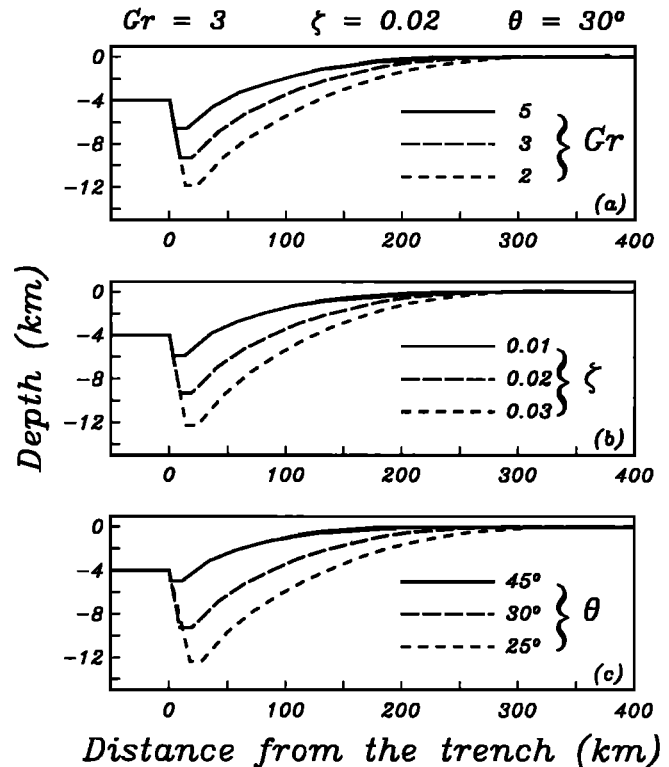 Gr = 3 ζ = 0.02 θ = 30°
0
-4
-8
-12
5
3
2
} Gr
(a)
0 100 200 300 400
0
-4
-8
-12
0.01
0.02
0.03
} ζ
(b)
0 100 200 300 400
0
-4
-8
-12
45°
30°
25°
} θ
(c)
0 100 200 300 400
Depth (km)
Distance from the trench (km)